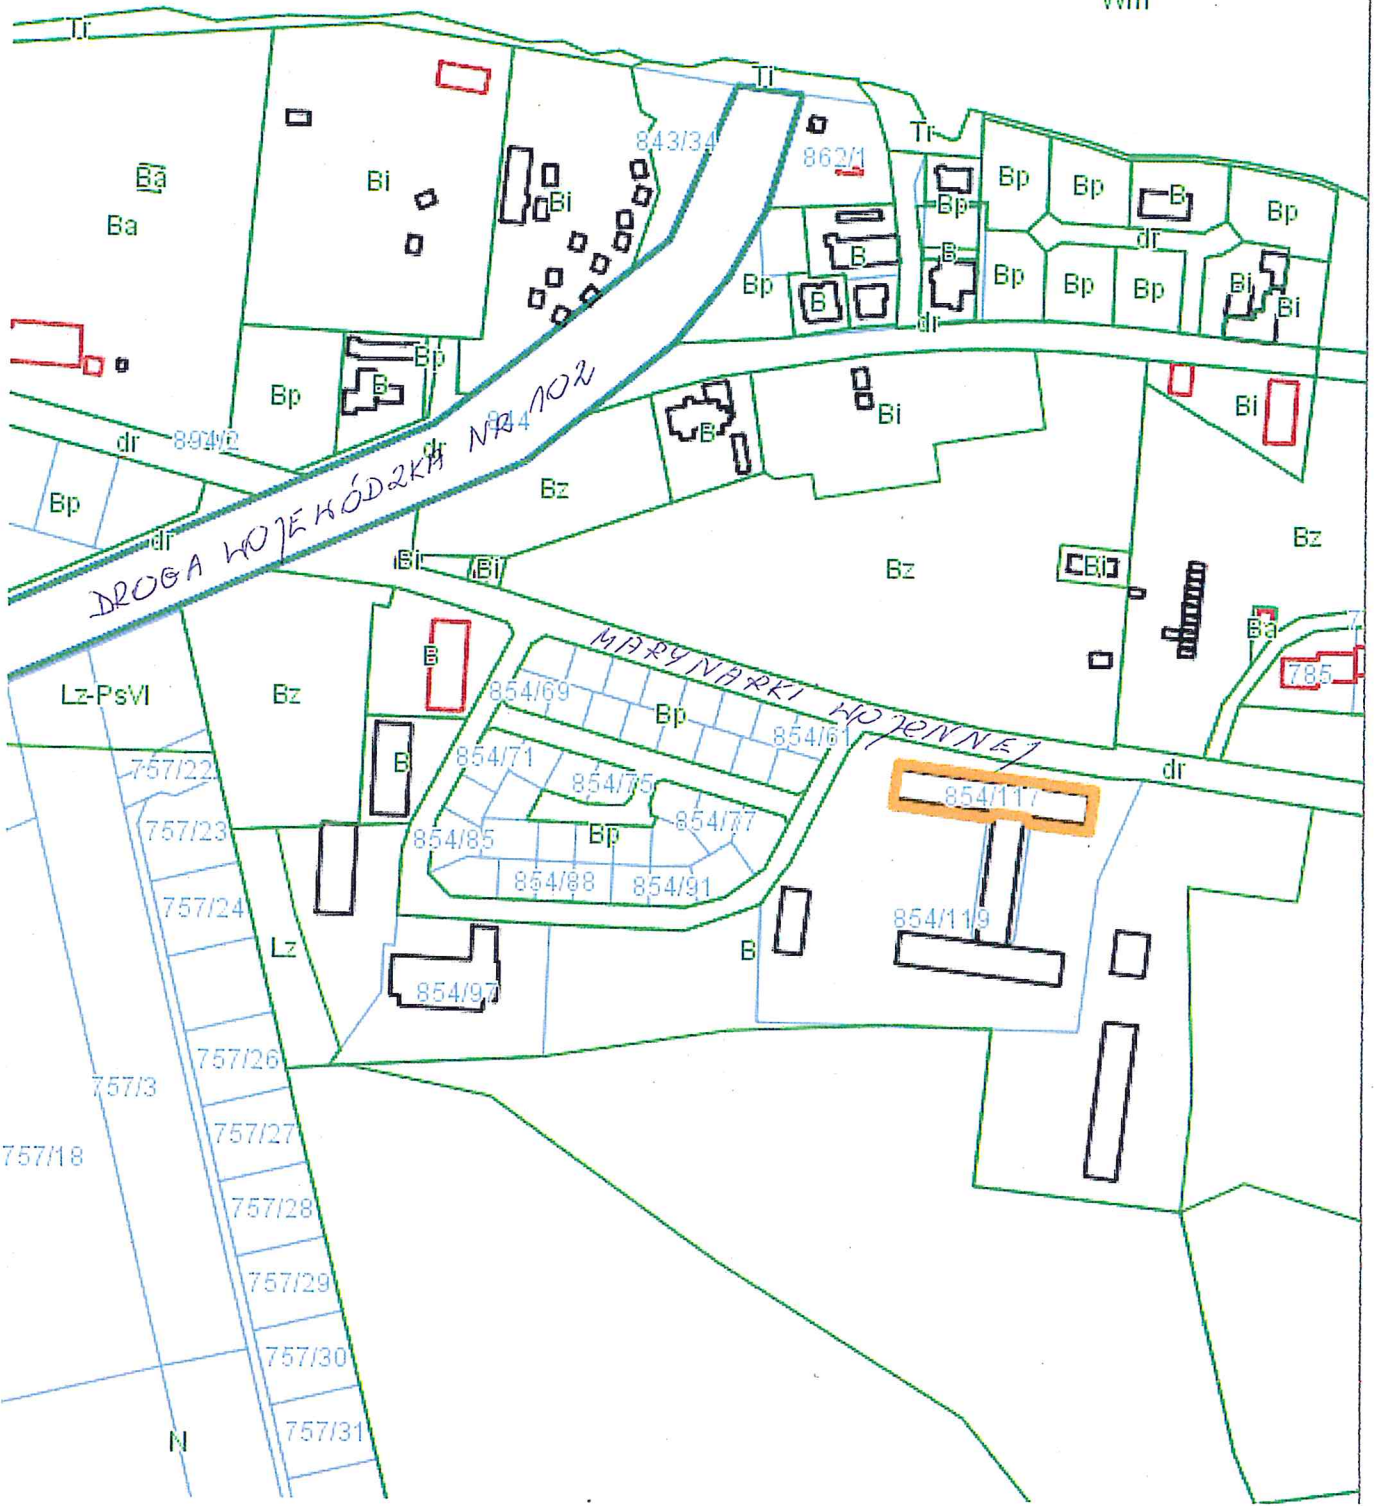 Wm
Tr
Ti
843/34
862/1
Tr
Ba
Ba
Bi
Bi
Bp
Bp
Bp
B
Bp
dr
B
B
Bp
B
Bp
Bp
Bp
Bi
Bi
dr
Bp
B
Bp
dr
894/2
dr
DROGA WOJEWÓDZKA NR 102
B
Bi
Bi
Bp
dr
Bz
Bz
Bz
Bi
Bi
Bi
Ba
785
MARYNARKI WOJENNEJ
Lz-PsVI
Bz
B
854/69
Bp
854/61
dr
757/22
B
854/71
854/75
854/117
757/23
854/85
Bp
854/77
854/88
854/91
757/24
854/119
Lz
B
854/97
757/26
757/3
757/27
757/18
757/28
757/29
757/30
757/31
N